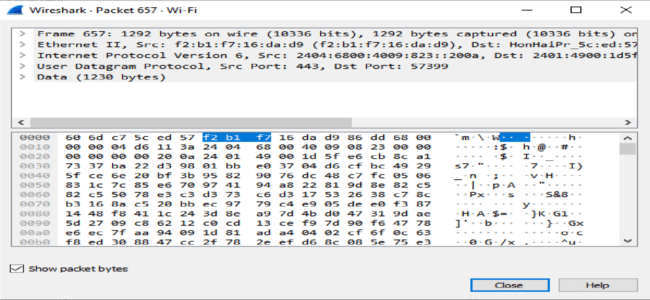 Wireshark · Packet 657 · Wi-Fi
Frame 657: 1292 bytes on wire (10336 bits), 1292 bytes captured (10336 bits) on
Ethernet II, Src: f2:b1:f7:16:da:d9 (f2:b1:f7:16:da:d9), Dst: HonHaiPr_5c:ed:57
Internet Protocol Version 6, Src: 2404:6800:4009:823::200a, Dst: 2401:4900:1d5f
User Datagram Protocol, Src Port: 443, Dst Port: 57399
Data (1230 bytes)
0000 60 6d c7 5c ed 57 f2 b1 f7 16 da d9 86 dd 68 00 `m·\·W·· ······h·
0010 00 00 04 d6 11 3a 24 04 68 00 40 09 08 23 00 00 ·····:$· h·@··#··
0020 00 00 00 00 20 0a 24 01 49 00 1d 5f e6 cb 8c a1
0030 73 37 ba 22 d3 98 01 bb e0 37 04 d6 cf bc 49 29
0040 5f ce 6e 20 bf 3b 95 82 90 76 dc 48 c7 fc 05 06
0050 83 1c 7c 85 e6 70 97 41 94 a8 22 81 9d 8e 82 c5
0060 82 c5 50 78 e3 c3 d3 73 c6 d3 17 53 26 38 c7 8c
0070 b3 16 8a c5 20 bb ec 97 79 c4 e9 05 de e0 f3 87
0080 14 48 f8 41 1c 24 3d 8e a9 7d 4b d0 47 31 9d ae
0090 5d 27 09 c8 62 12 c0 cd 13 ce f9 7d 90 f6 47 78
00a0 e6 ec 7f aa 94 09 1d 81 ad a4 04 02 cf 6f 0c 63
00b0 f8 ed 30 88 47 cc 2f 78 2e ef d6 8c 08 5e 75 e3
Show packet bytes
Close Help